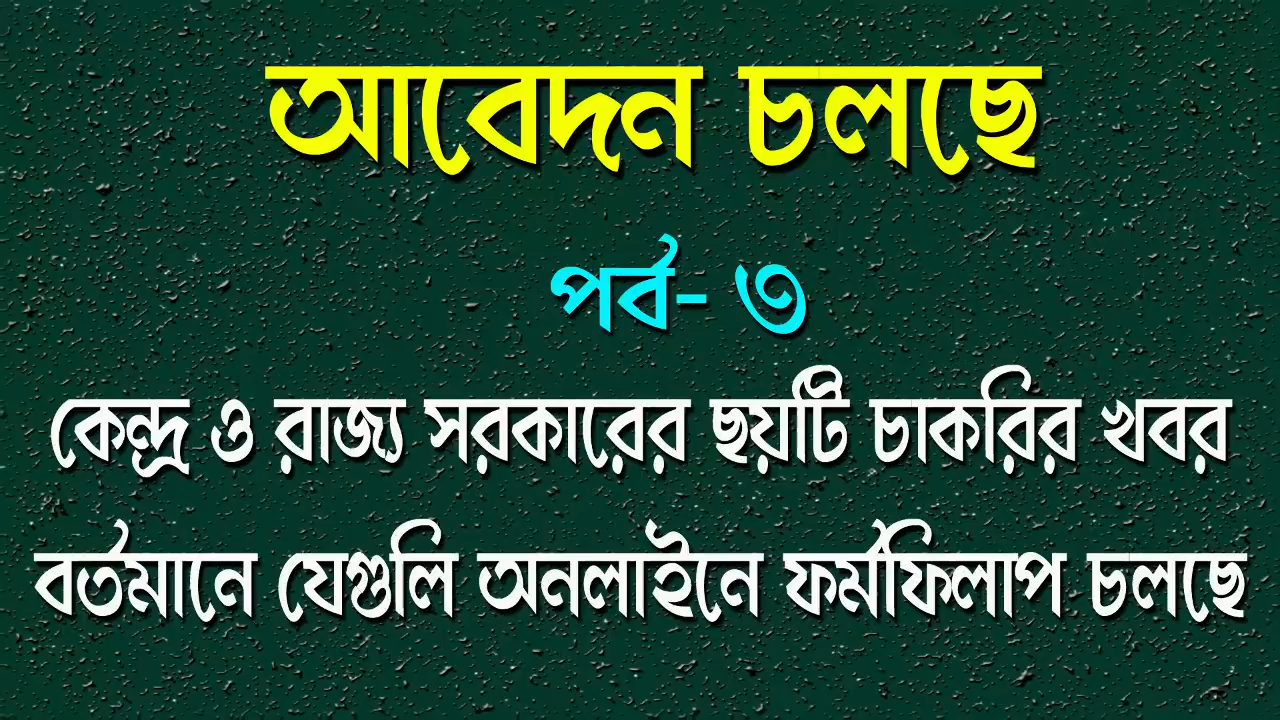 আবেদন চলছে
পর্ব- ৩
কেন্দ্র ও রাজ্য সরকারের ছয়টি চাকরির খবর
বর্তমানে যেগুলি অনলাইনে ফর্মফিলাপ চলছে